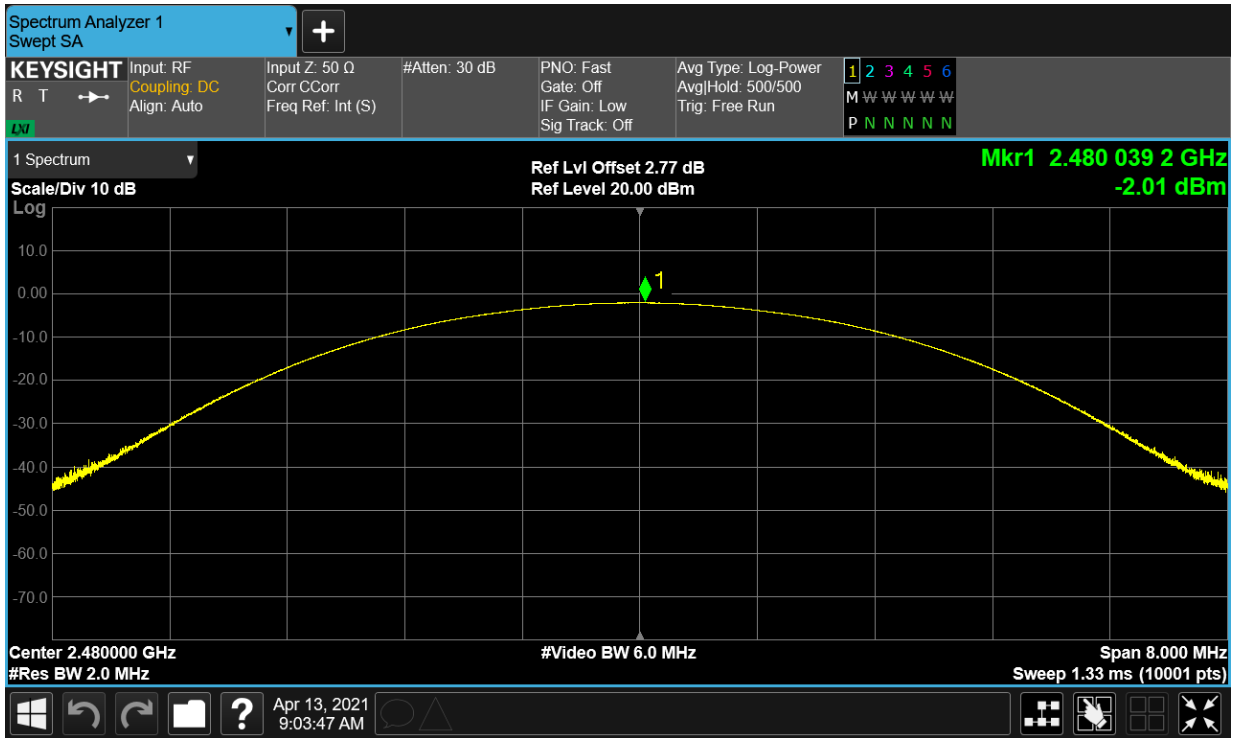 Spectrum Analyzer 1
Swept SA
KEYSIGHT
R T
LXI
Input: RF
Coupling: DC
Align: Auto
Input Z: 50 Ω
Corr CCorr
Freq Ref: Int (S)
#Atten: 30 dB
PNO: Fast
Gate: Off
IF Gain: Low
Sig Track: Off
Avg Type: Log-Power
Avg|Hold: 500/500
Trig: Free Run
1 2 3 4 5 6
M W W W W W
P N N N N N
1 Spectrum
Scale/Div 10 dB
Log
Ref Lvl Offset 2.77 dB
Ref Level 20.00 dBm
Mkr1 2.480 039 2 GHz
-2.01 dBm
10.0
0.00
-10.0
-20.0
-30.0
-40.0
-50.0
-60.0
-70.0
1
Center 2.480000 GHz
#Res BW 2.0 MHz
#Video BW 6.0 MHz
Span 8.000 MHz
Sweep 1.33 ms (10001 pts)
?
Apr 13, 2021
9:03:47 AM